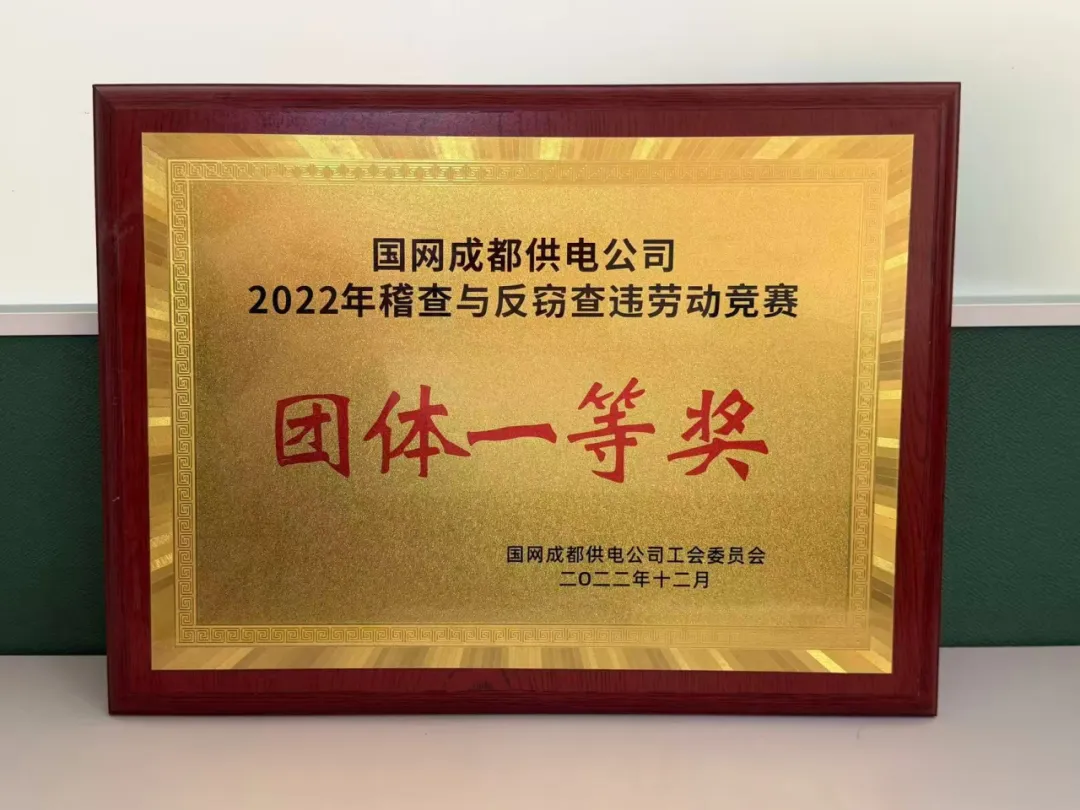 国网成都供电公司
2022年稽查与反窃查违劳动竞赛
团体一等奖
国网成都供电公司工会委员会
二〇二二年十二月